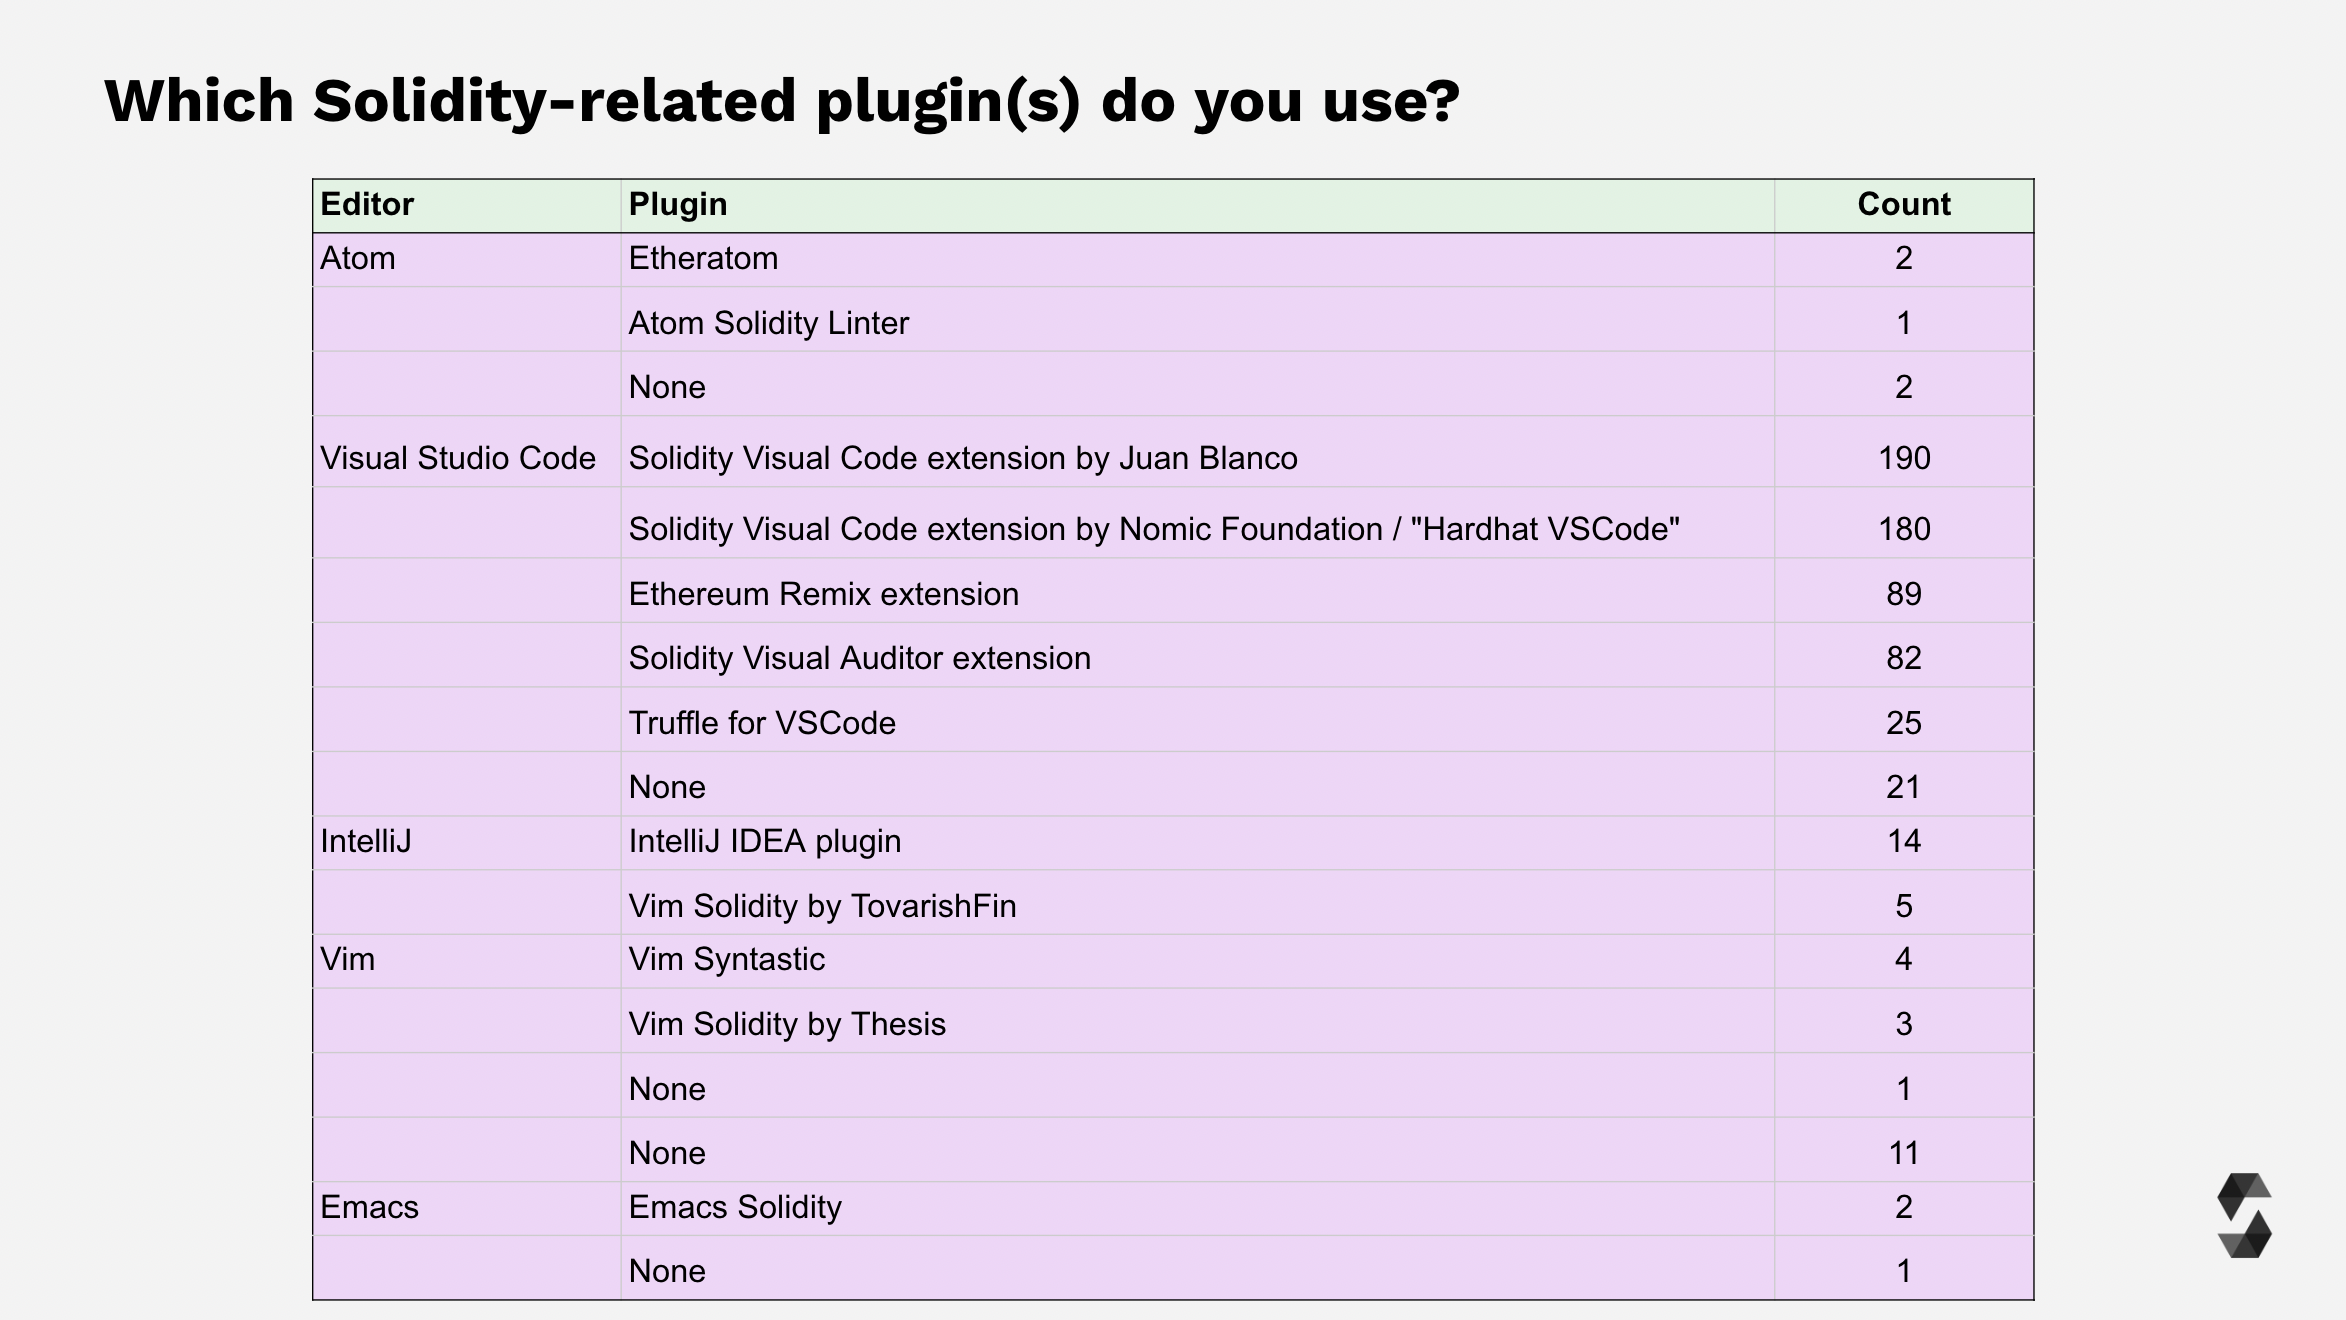 Which Solidity-related plugin(s) do you use?
Editor Plugin Count
Atom Etheratom 2
Atom Solidity Linter 1
None 2
Visual Studio Code Solidity Visual Code extension by Juan Blanco 190
Solidity Visual Code extension by Nomic Foundation / "Hardhat VSCode" 180
Ethereum Remix extension 89
Solidity Visual Auditor extension 82
Truffle for VSCode 25
None 21
IntelliJ IntelliJ IDEA plugin 14
Vim Solidity by TovarishFin 5
Vim Vim Syntastic 4
Vim Solidity by Thesis 3
None 1
None 11
Emacs Emacs Solidity 2
None 1